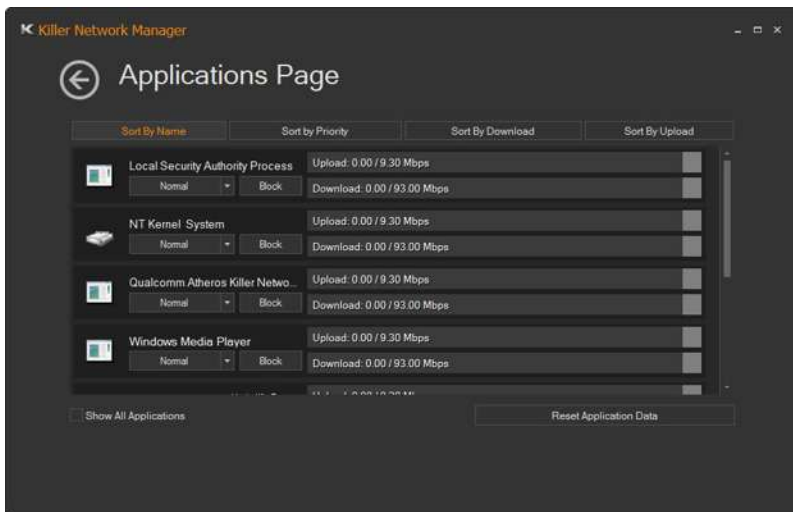 Killer Network Manager
Applications Page
Sort By Name Sort by Priority Sort By Download Sort By Upload
Local Security Authority Process Upload: 0.00 / 9.30 Mbps
Normal Block Download: 0.00 / 93.00 Mbps
NT Kernel System Upload: 0.00 / 9.30 Mbps
Normal Block Download: 0.00 / 93.00 Mbps
Qualcomm Atheros Killer Netwo... Upload: 0.00 / 9.30 Mbps
Normal Block Download: 0.00 / 93.00 Mbps
Windows Media Player Upload: 0.00 / 9.30 Mbps
Normal Block Download: 0.00 / 93.00 Mbps
Show All Applications Reset Application Data